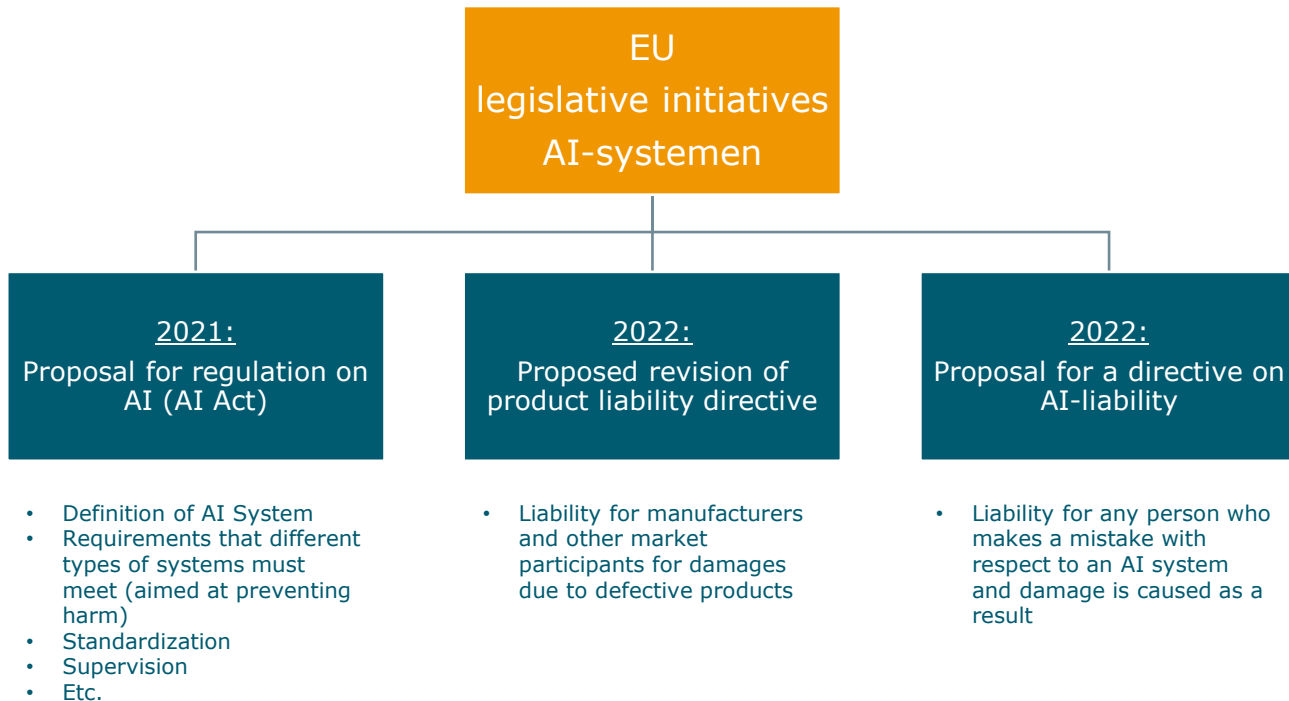 EU
legislative initiatives
AI-systemen
2021:
Proposal for regulation on
AI (AI Act)
• Definition of AI System
• Requirements that different
types of systems must
meet (aimed at preventing
harm)
• Standardization
• Supervision
• Etc.
2022:
Proposed revision of
product liability directive
• Liability for manufacturers
and other market
participants for damages
due to defective products
2022:
Proposal for a directive on
AI-liability
• Liability for any person who
makes a mistake with
respect to an AI system
and damage is caused as a
result